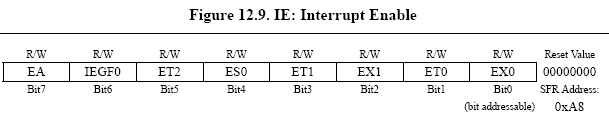 Figure 12.9. IE: Interrupt Enable
R/W R/W R/W R/W R/W R/W R/W R/W Reset Value
EA IEGF0 ET2 ES0 ET1 EX1 ET0 EX0 00000000
Bit7 Bit6 Bit5 Bit4 Bit3 Bit2 Bit1 Bit0 SFR Address:
(bit addressable) 0xA8